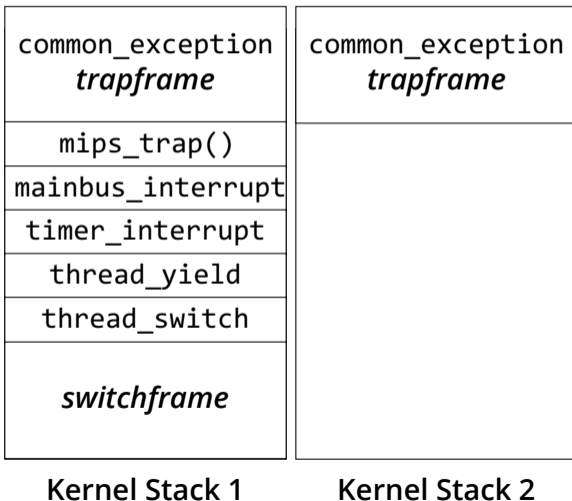 common_exception
trapframe
mips_trap()
mainbus_interrupt
timer_interrupt
thread_yield
thread_switch
switchframe
Kernel Stack 1
common_exception
trapframe
Kernel Stack 2